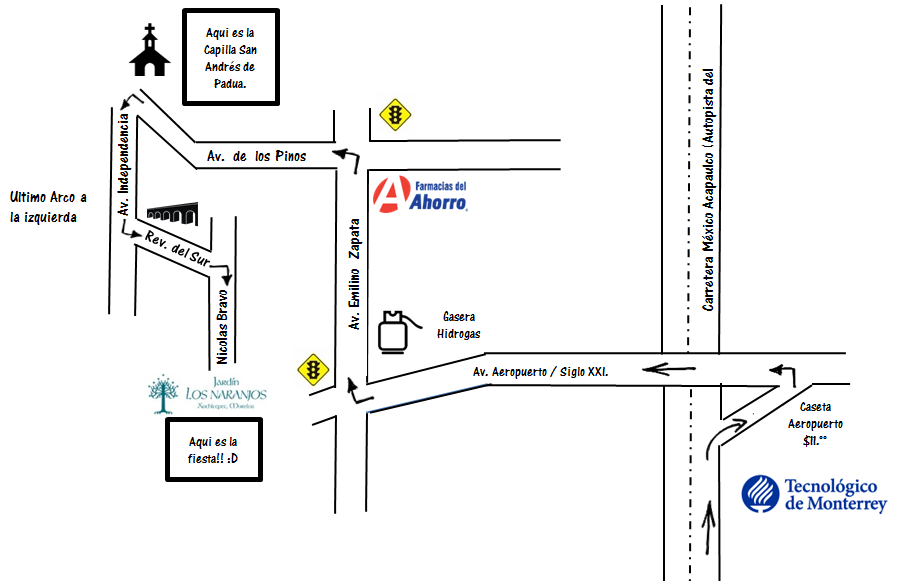 Aqui es la
Capilla San
Andrés de
Padua.
Av. de los Pinos
Farmacias del
Ahorro
Av. Independencia
Ultimo Arco a
la izquierda
Rev. del Sur
Nicolas Bravo
Av. Emilino Zapata
Gasera
Hidrogas
Carretera México Acapaulco (Autopista del
Av. Aeropuerto / Siglo XXI.
Jardín
LOS NARANJOS
Xochitepec, Morelos
Aqui es la
fiesta!! :D
Caseta
Aeropuerto
$11.°°
Tecnológico
de Monterrey